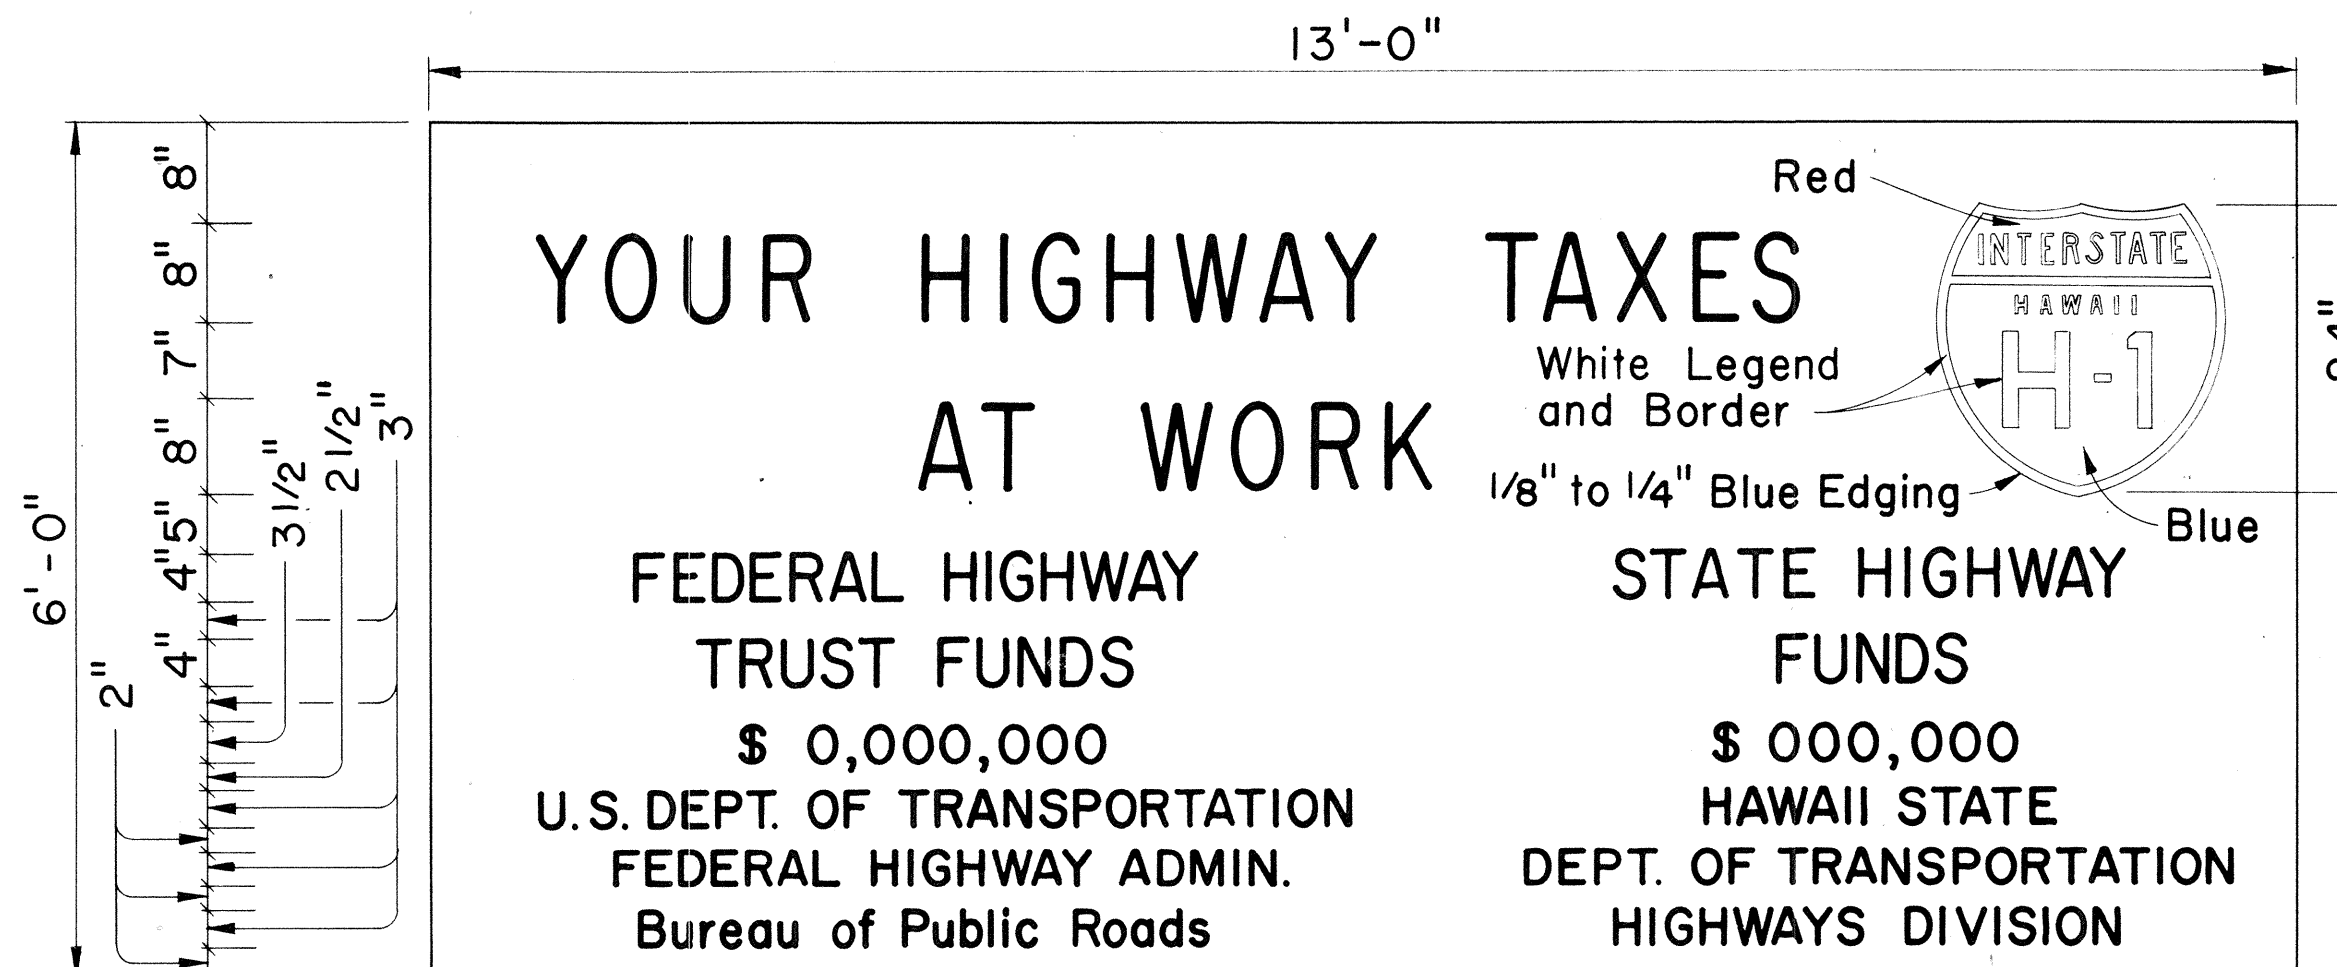 13'-0"
6'-0"
8"
8"
7"
8"
5"
4"
4"
3 1/2"
2 1/2"
3"
2"
Red
YOUR HIGHWAY TAXES
INTERSTATE
HAWAII
H-1
White Legend
and Border
AT WORK
1/8" to 1/4" Blue Edging
Blue
FEDERAL HIGHWAY
TRUST FUNDS
$ 0,000,000
U.S. DEPT. OF TRANSPORTATION
FEDERAL HIGHWAY ADMIN.
Bureau of Public Roads
STATE HIGHWAY
FUNDS
$ 000,000
HAWAII STATE
DEPT. OF TRANSPORTATION
HIGHWAYS DIVISION